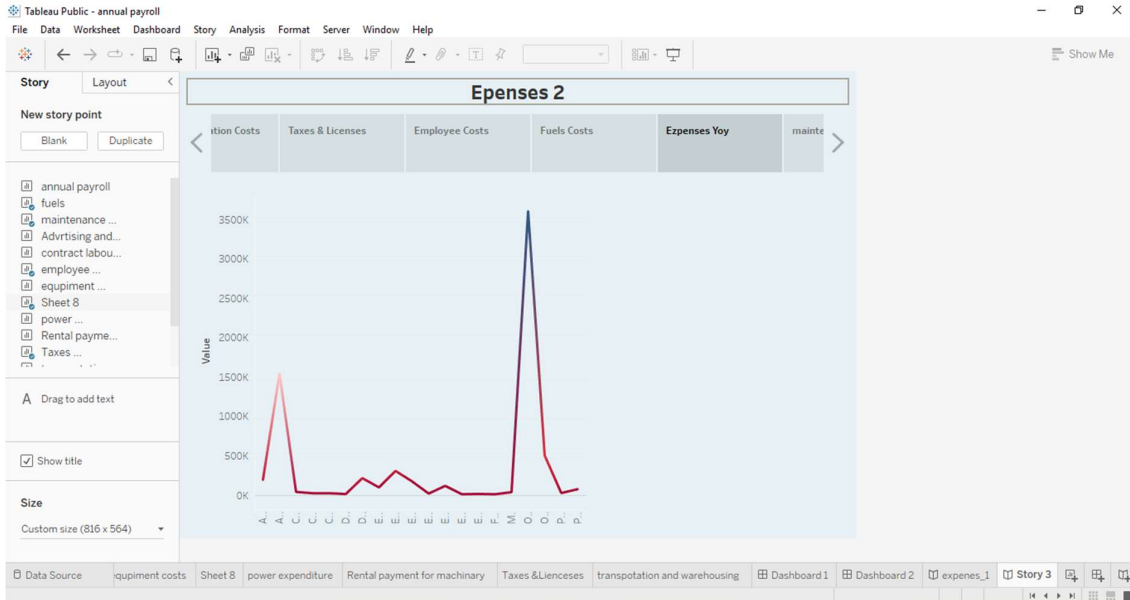 Tableau Public - annual payroll
File Data Worksheet Dashboard Story Analysis Format Server Window Help
Show Me
Story Layout
New story point
Blank Duplicate
annual payroll
fuels
maintenance ...
Advrtising and...
contract labou...
employee ...
equpiment ...
Sheet 8
power ...
Rental payme...
Taxes ...
A Drag to add text
Show title
Size
Custom size (816 x 564)
Epenses 2
ation Costs Taxes & Licenses Employee Costs Fuels Costs Ezpenses Yoy mainte
3500K
3000K
2500K
2000K
1500K
1000K
500K
0K
Value
A.. A.. C.. C.. C.. D.. D.. E.. E.. E.. E.. E.. E.. E.. F.. M.. O.. O.. P.. P..
Data Source equpiment costs Sheet 8 power expenditure Rental payment for machinary Taxes &Lienceses transpotation and warehousing Dashboard 1 Dashboard 2 expenes_1 Story 3